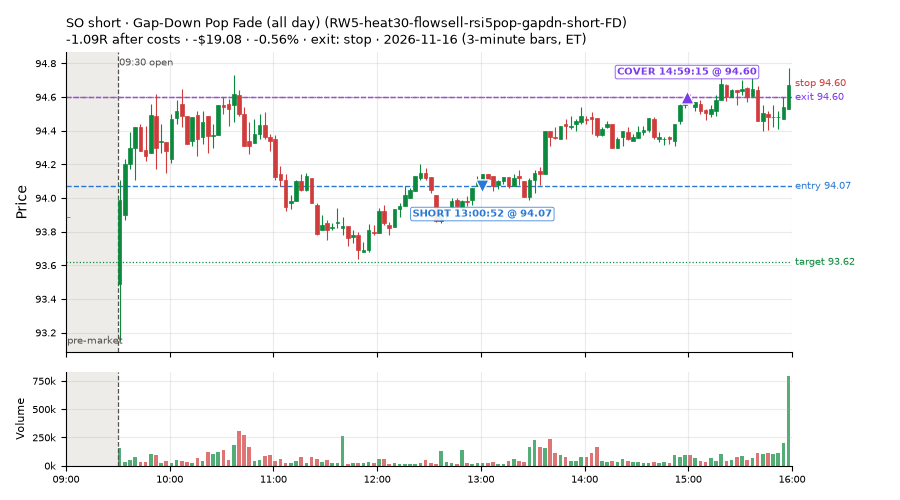 SO short · Gap-Down Pop Fade (all day) (RW5-heat30-flowsell-rsi5pop-gapdn-short-FD)
-1.09R after costs · -$19.08 · -0.56% · exit: stop · 2026-11-16 (3-minute bars, ET)
94.8
94.6
94.4
94.2
94.0
93.8
93.6
93.4
93.2
Price
09:30 open
pre-market
COVER 14:59:15 @ 94.60
SHORT 13:00:52 @ 94.07
stop 94.60
exit 94.60
entry 94.07
target 93.62
750k
500k
250k
0k
Volume
09:00
10:00
11:00
12:00
13:00
14:00
15:00
16:00